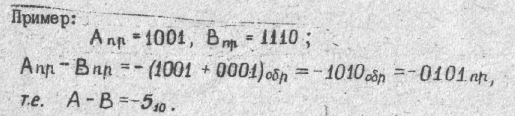 Пример:
Aпр = 1001, Bпр = 1110;
Aпр - Bпр = - (1001 + 0001)обр = -1010обр = -0101пр,
т.е. A - B = -5₁₀.